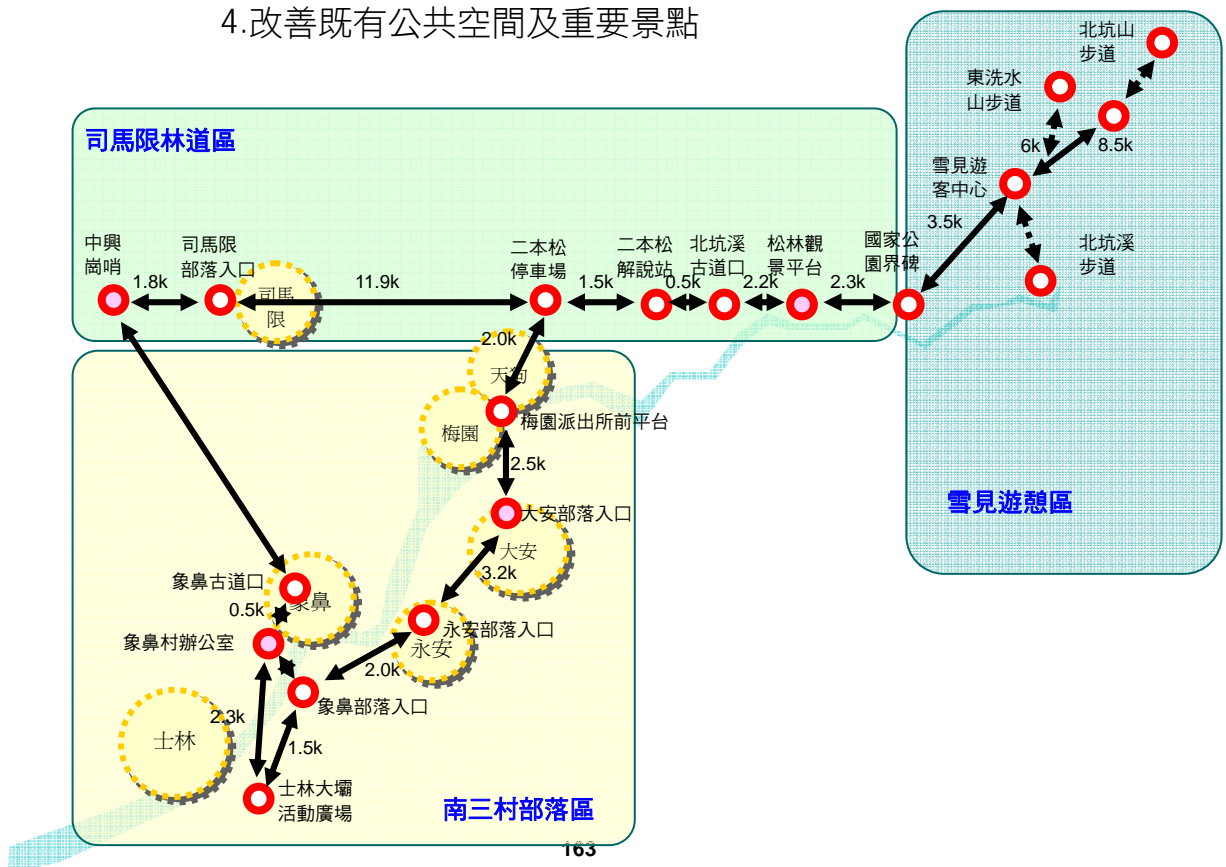 4.改善既有公共空間及重要景點
北坑山
步道
東洗水
山步道
6k
8.5k
雪見遊
客中心
3.5k
北坑溪
步道
雪見遊憩區
司馬限林道區
中興
崗哨
1.8k
司馬限
部落入口
司馬
限
11.9k
二本松
停車場
1.5k
二本松
解說站
0.5k
北坑溪
古道口
2.2k
松林觀
景平台
2.3k
國家公
園界碑
2.0k
天狗
梅園
梅園派出所前平台
2.5k
大安部落入口
大安
3.2k
象鼻古道口
象鼻
0.5k
象鼻村辦公室
永安部落入口
永安
2.0k
象鼻部落入口
士林
2.3k
1.5k
士林大壩
活動廣場
南三村部落區
163